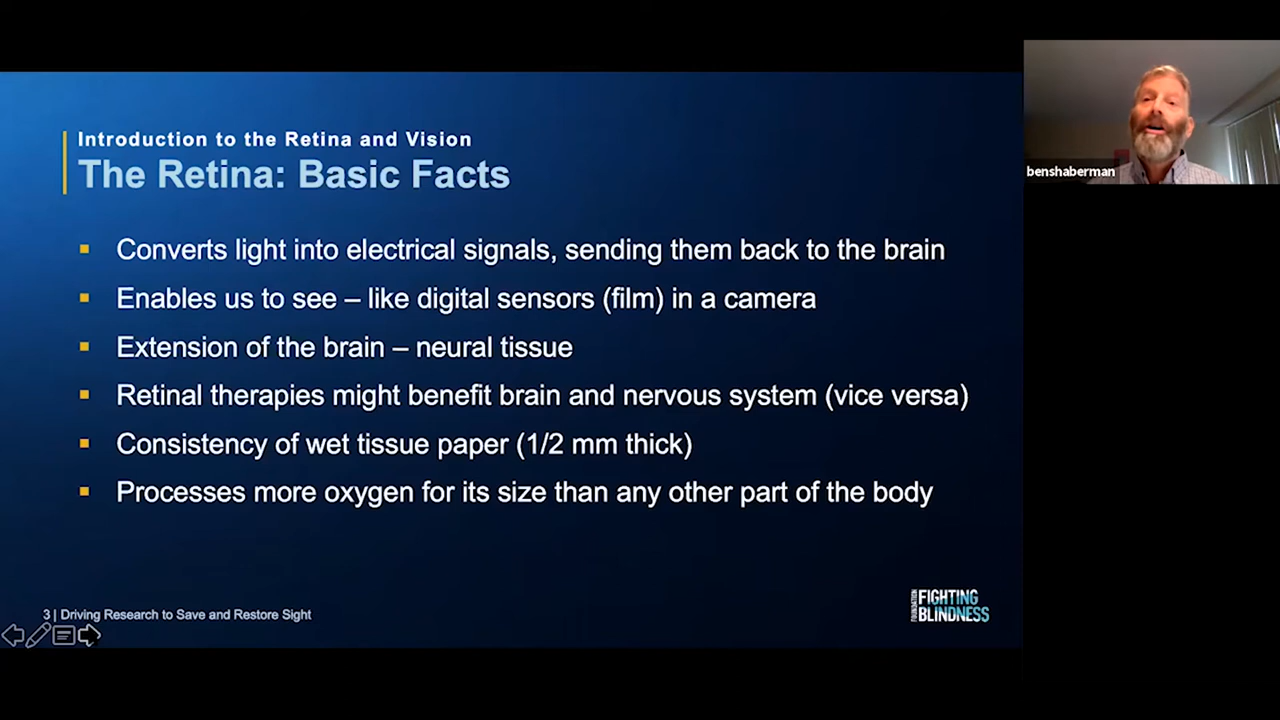 Introduction to the Retina and Vision
The Retina: Basic Facts
benshaberman
▪ Converts light into electrical signals, sending them back to the brain
▪ Enables us to see – like digital sensors (film) in a camera
▪ Extension of the brain – neural tissue
▪ Retinal therapies might benefit brain and nervous system (vice versa)
▪ Consistency of wet tissue paper (1/2 mm thick)
▪ Processes more oxygen for its size than any other part of the body
3 | Driving Research to Save and Restore Sight
FOUNDATION
FIGHTING
BLINDNESS